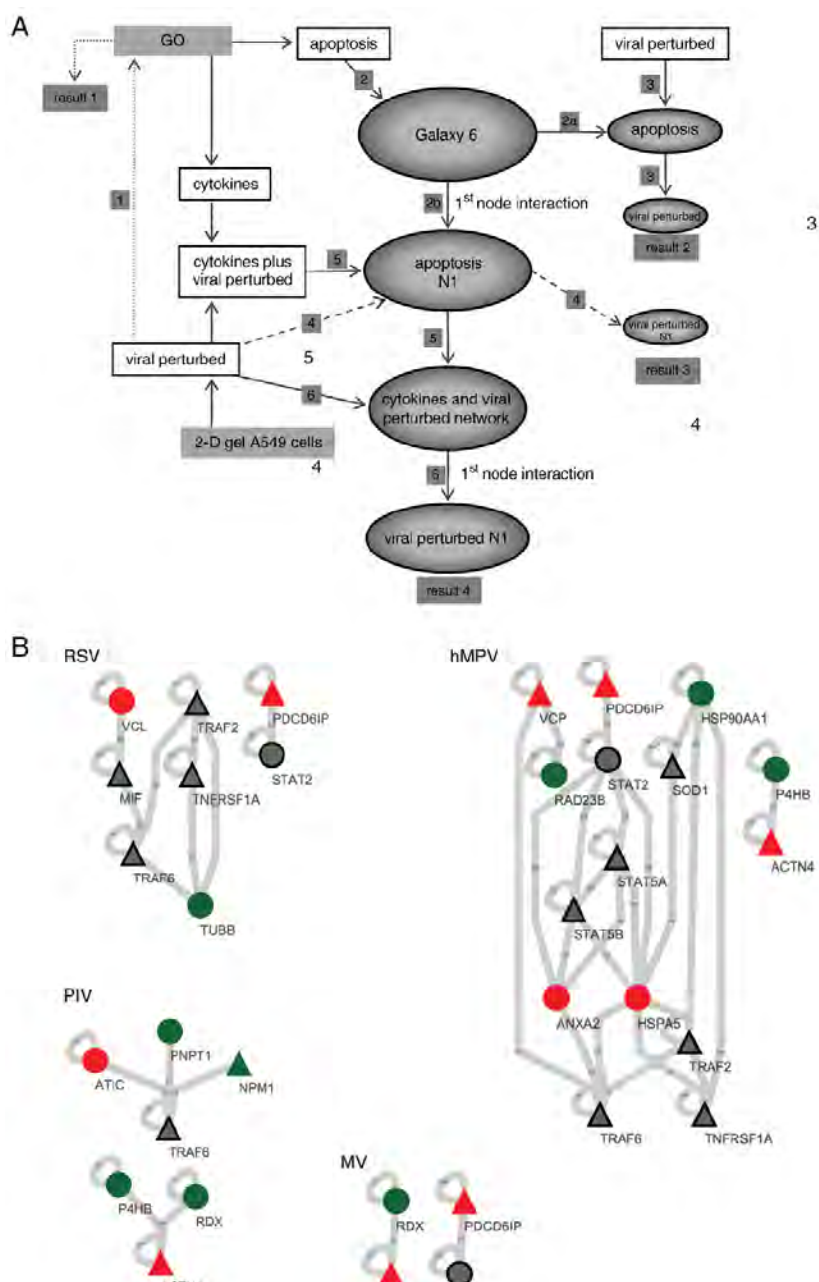 A
GO
apoptosis
viral perturbed
result 1
2
3
Galaxy 6
2a
apoptosis
1
cytokines
2b
1st node interaction
3
viral perturbed
result 2
3
cytokines plus
viral perturbed
5
apoptosis
N1
4
4
viral perturbed
N1
viral perturbed
5
5
result 3
6
cytokines and viral
perturbed network
4
2-D gel A549 cells
4
6
1st node interaction
viral perturbed N1
result 4
B
RSV
hMPV
VCL
TRAF2
PDCD6IP
VCP
PDCD6IP
HSP90AA1
MIF
TNFRSF1A
STAT2
RAD23B
STAT2
SOD1
P4HB
TRAF6
STAT5A
ACTN4
TUBB
STAT5B
PIV
ANXA2
HSPA5
PNPT1
ATIC
NPM1
TRAF2
TRAF6
TRAF6
TNFRSF1A
MV
P4HB
RDX
RDX
PDCD6IP